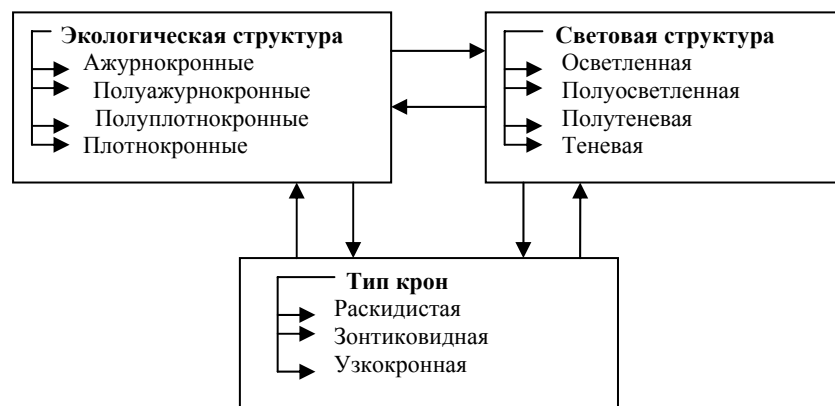 Экологическая структура
Ажурнокронные
Полуажурнокронные
Полуплотнокронные
Плотнокронные
Световая структура
Осветленная
Полуосветленная
Полутеневая
Теневая
Тип крон
Раскидистая
Зонтиковидная
Узкокронная